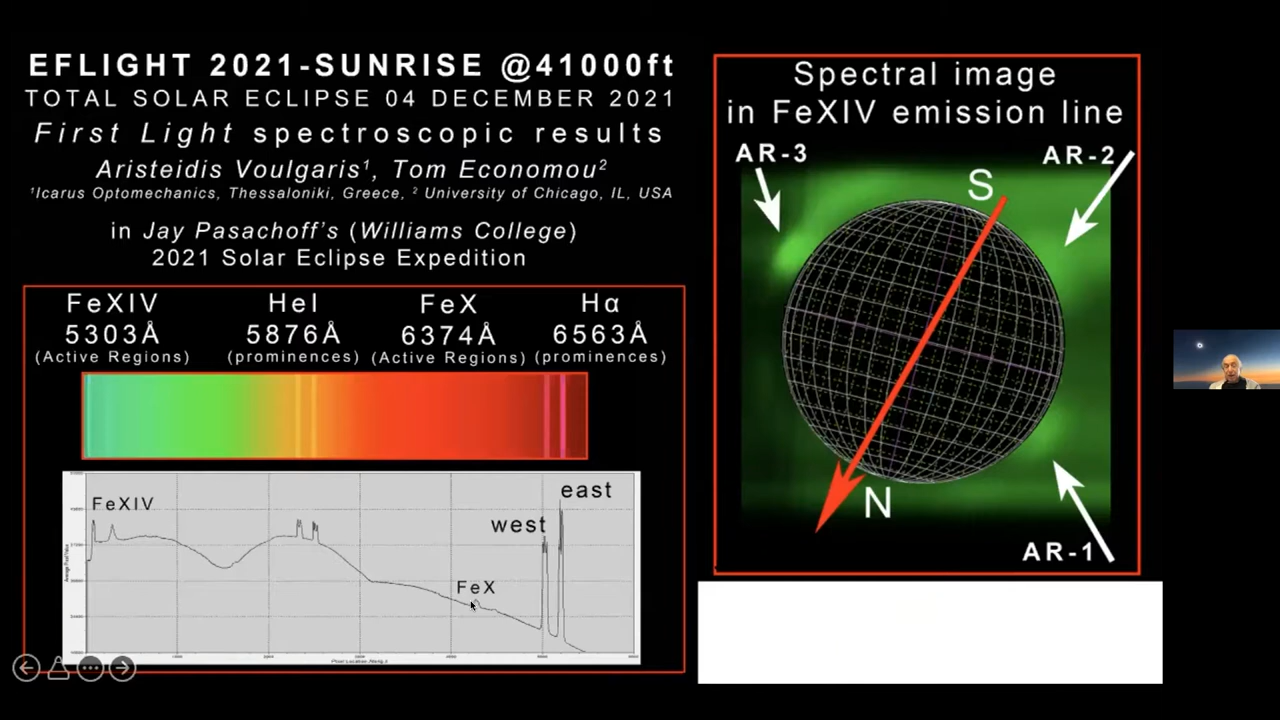 EFLIGHT 2021-SUNRISE @41000ft
TOTAL SOLAR ECLIPSE 04 DECEMBER 2021
First Light spectroscopic results
Aristeidis Voulgaris¹, Tom Economou²
¹Icarus Optomechanics, Thessaloniki, Greece, ² University of Chicago, IL, USA
in Jay Pasachoff's (Williams College)
2021 Solar Eclipse Expedition
FeXIV HeI FeX Hα
5303Å 5876Å 6374Å 6563Å
(Active Regions) (prominences) (Active Regions) (prominences)
FeXIV
east
west
FeX
Spectral image
in FeXIV emission line
AR-3
AR-2
S
N
AR-1